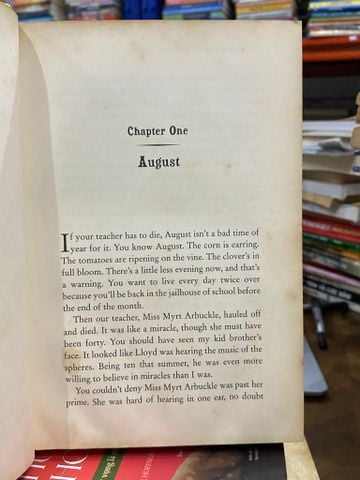 Chapter One
August
If your teacher has to die, August isn't a bad time of
year for it. You know August. The corn is earring.
The tomatoes are ripening on the vine. The clover's in
full bloom. There's a little less evening now, and that's
a warning. You want to live every day twice over
because you'll be back in the jailhouse of school before
the end of the month.
Then our teacher, Miss Myrt Arbuckle, hauled off
and died. It was like a miracle, though she must have
been forty. You should have seen my kid brother's
face. It looked like Lloyd was hearing the music of the
spheres. Being ten that summer, he was even more
willing to believe in miracles than I was.
You couldn't deny Miss Myrt Arbuckle was past her
prime. She was hard of hearing in one ear, no doubt